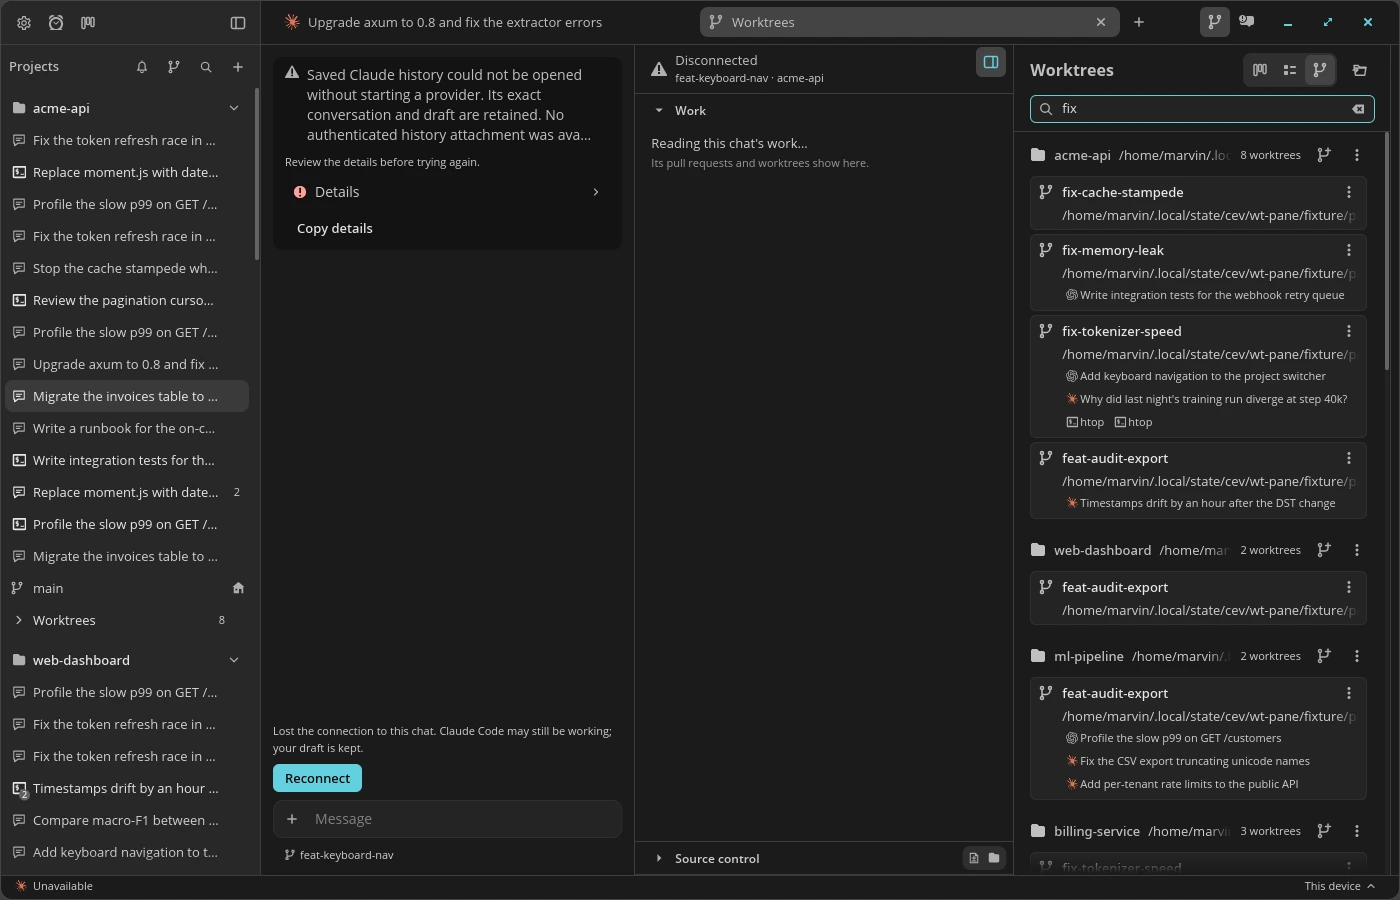 Upgrade axum to 0.8 and fix the extractor errors
Worktrees
Projects
acme-api
Fix the token refresh race in ...
Replace moment.js with date...
Profile the slow p99 on GET /...
Fix the token refresh race in ...
Stop the cache stampede wh...
Review the pagination curso...
Profile the slow p99 on GET /...
Upgrade axum to 0.8 and fix ...
Migrate the invoices table to ...
Write a runbook for the on-c...
Write integration tests for th...
Replace moment.js with date... 2
Profile the slow p99 on GET /...
Migrate the invoices table to ...
main
Worktrees 8
web-dashboard
Profile the slow p99 on GET /...
Fix the token refresh race in ...
Fix the token refresh race in ...
2 Timestamps drift by an hour ...
Compare macro-F1 between ...
Add keyboard navigation to t...
Saved Claude history could not be opened
without starting a provider. Its exact
conversation and draft are retained. No
authenticated history attachment was ava...
Review the details before trying again.
Details
Copy details
Lost the connection to this chat. Claude Code may still be working;
your draft is kept.
Reconnect
Message
feat-keyboard-nav
Disconnected
feat-keyboard-nav · acme-api
Work
Reading this chat's work...
Its pull requests and worktrees show here.
Source control
Worktrees
fix
acme-api /home/marvin/.loc 8 worktrees
fix-cache-stampede
/home/marvin/.local/state/cev/wt-pane/fixture/p
fix-memory-leak
/home/marvin/.local/state/cev/wt-pane/fixture/p
Write integration tests for the webhook retry queue
fix-tokenizer-speed
/home/marvin/.local/state/cev/wt-pane/fixture/p
Add keyboard navigation to the project switcher
Why did last night's training run diverge at step 40k?
htop htop
feat-audit-export
/home/marvin/.local/state/cev/wt-pane/fixture/p
Timestamps drift by an hour after the DST change
web-dashboard /home/mar 2 worktrees
feat-audit-export
/home/marvin/.local/state/cev/wt-pane/fixture/p
ml-pipeline /home/marvin/. 2 worktrees
feat-audit-export
/home/marvin/.local/state/cev/wt-pane/fixture/p
Profile the slow p99 on GET /customers
Fix the CSV export truncating unicode names
Add per-tenant rate limits to the public API
billing-service /home/marvi 3 worktrees
fix-tokenizer-speed
Unavailable
This device